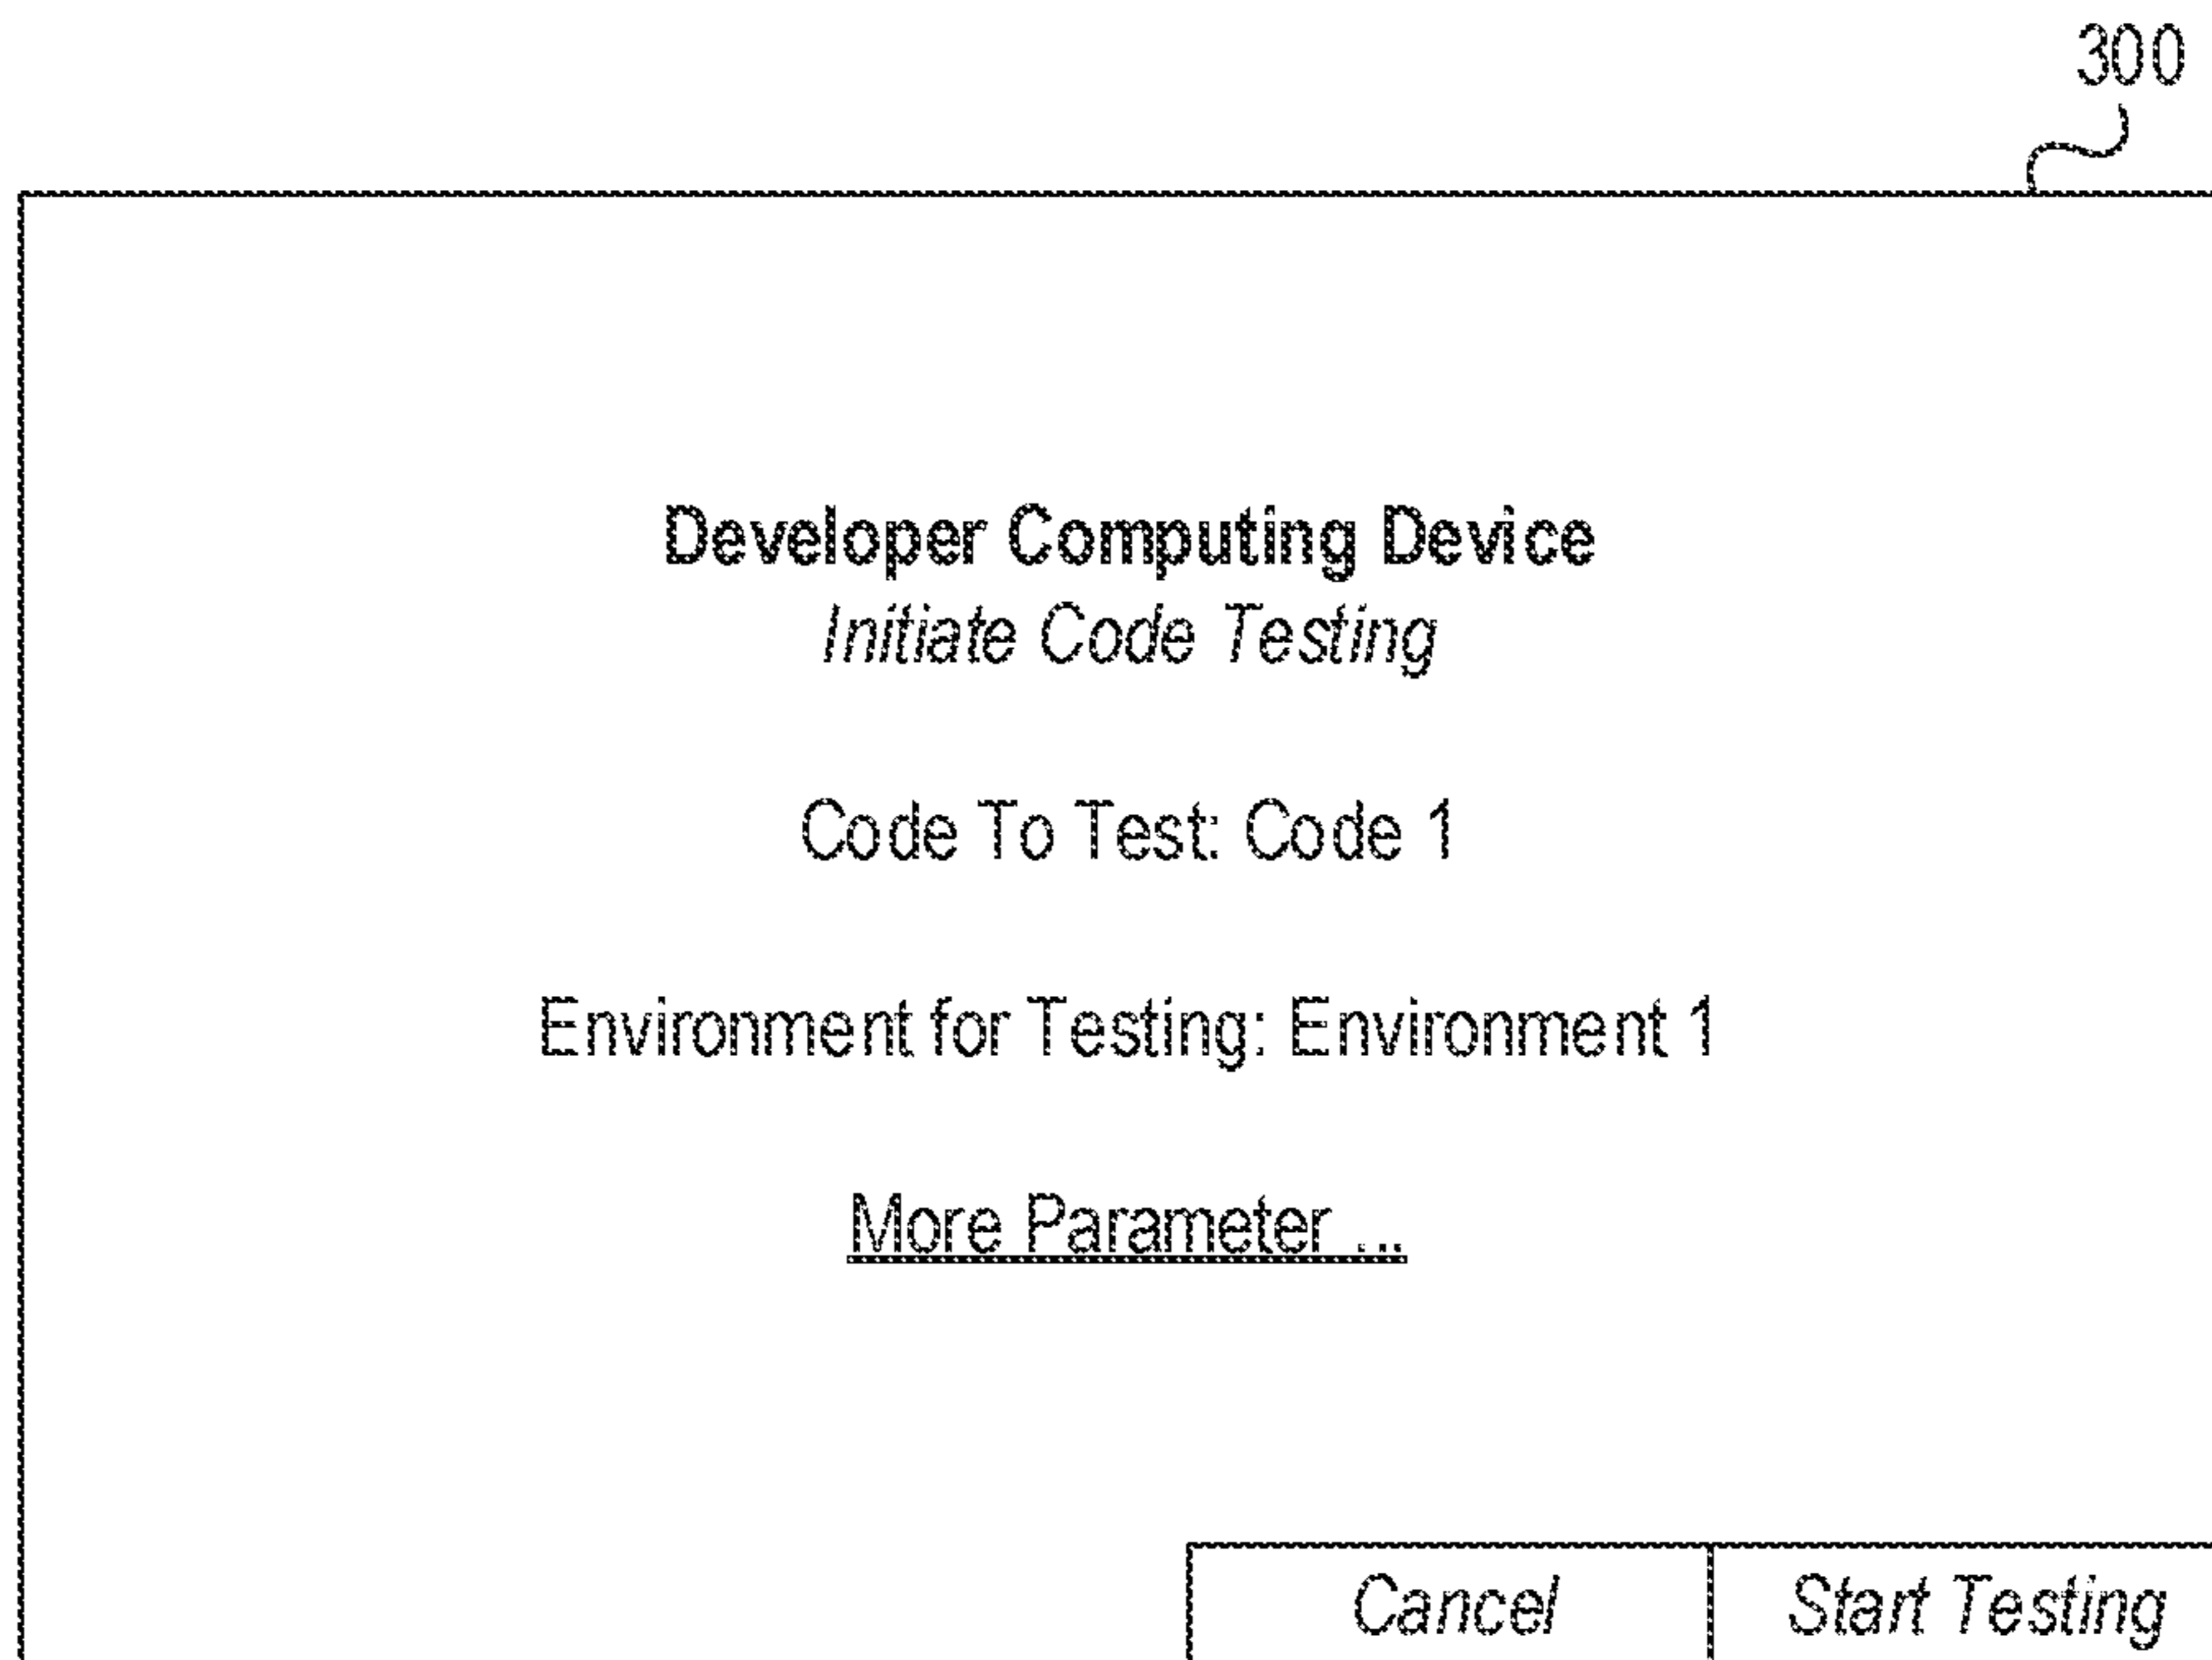 300
Developer Computing Device
Initiate Code Testing
Code To Test: Code 1
Environment for Testing: Environment 1
More Parameter ...
Cancel
Start Testing